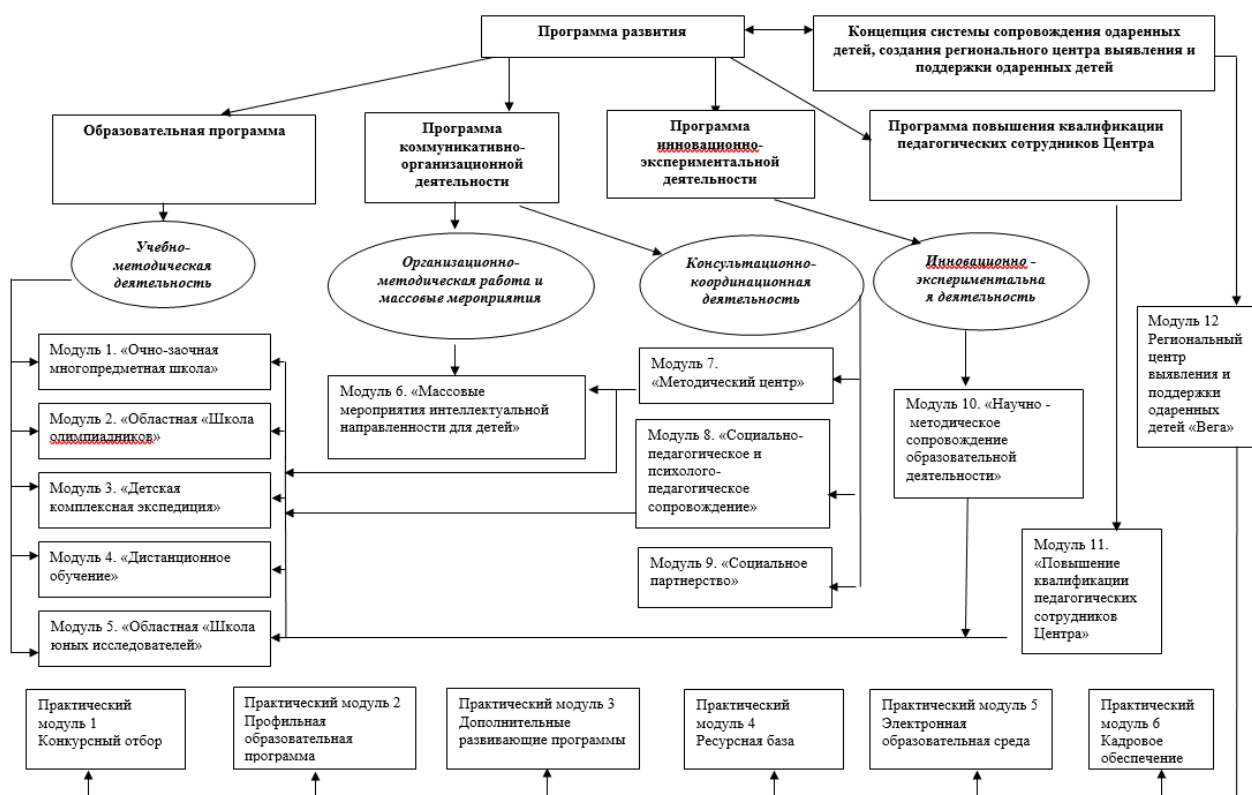 Программа развития
Концепция системы сопровождения одаренных
детей, создания регионального центра выявления и
поддержки одаренных детей
Образовательная программа
Программа
коммуникативно-
организационной
деятельности
Программа
инновационно-
экспериментальной
деятельности
Программа повышения квалификации
педагогических сотрудников Центра
Учебно-
методическая
деятельность
Организационно-
методическая работа и
массовые мероприятия
Консультационно-
координационная
деятельность
Инновационно -
экспериментальна
я деятельность
Модуль 1. «Очно-заочная
многопредметная школа»
Модуль 2. «Областная «Школа
олимпиадников»
Модуль 3. «Детская
комплексная экспедиция»
Модуль 4. «Дистанционное
обучение»
Модуль 5. «Областная «Школа
юных исследователей»
Модуль 6. «Массовые
мероприятия интеллектуальной
направленности для детей»
Модуль 7.
«Методический центр»
Модуль 8. «Социально-
педагогическое и
психолого-
педагогическое
сопровождение»
Модуль 9. «Социальное
партнерство»
Модуль 10. «Научно -
- методическое
сопровождение
образовательной
деятельности»
Модуль 11.
«Повышение
квалификации
педагогических
сотрудников
Центра»
Модуль 12
Региональный
центр
выявления и
поддержки
одаренных
детей «Вега»
Практический
модуль 1
Конкурсный отбор
Практический модуль 2
Профильная
образовательная
программа
Практический модуль 3
Дополнительные
развивающие программы
Практический
модуль 4
Ресурсная база
Практический модуль 5
Электронная
образовательная среда
Практический
модуль 6
Кадровое
обеспечение